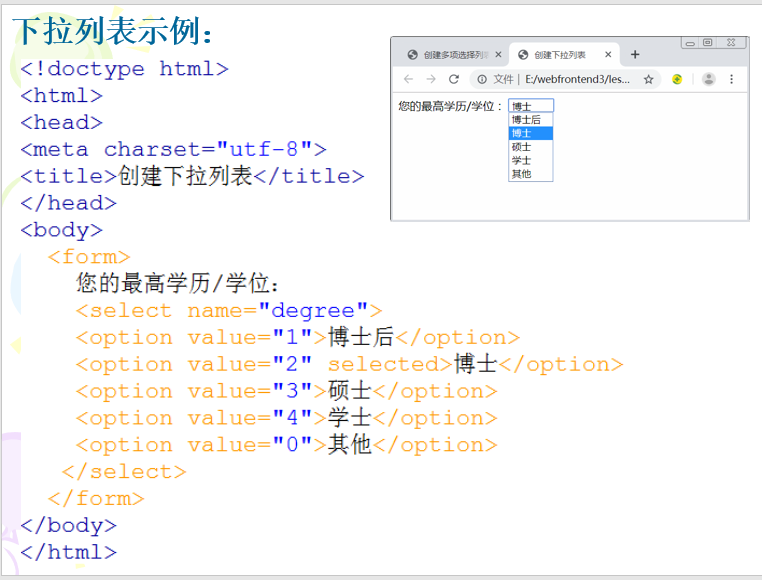 下拉列表示例：
<!doctype html>
<html>
<head>
<meta charset="utf-8">
<title>创建下拉列表</title>
</head>
<body>
<form>
您的最高学历/学位：
<select name="degree">
<option value="1">博士后</option>
<option value="2" selected>博士</option>
<option value="3">硕士</option>
<option value="4">学士</option>
<option value="0">其他</option>
</select>
</form>
</body>
</html>
创建多项选择列 创建下拉列表
文件 | E:/webfrontend3/les...
您的最高学历/学位： 博士
博士后
博士
硕士
学士
其他